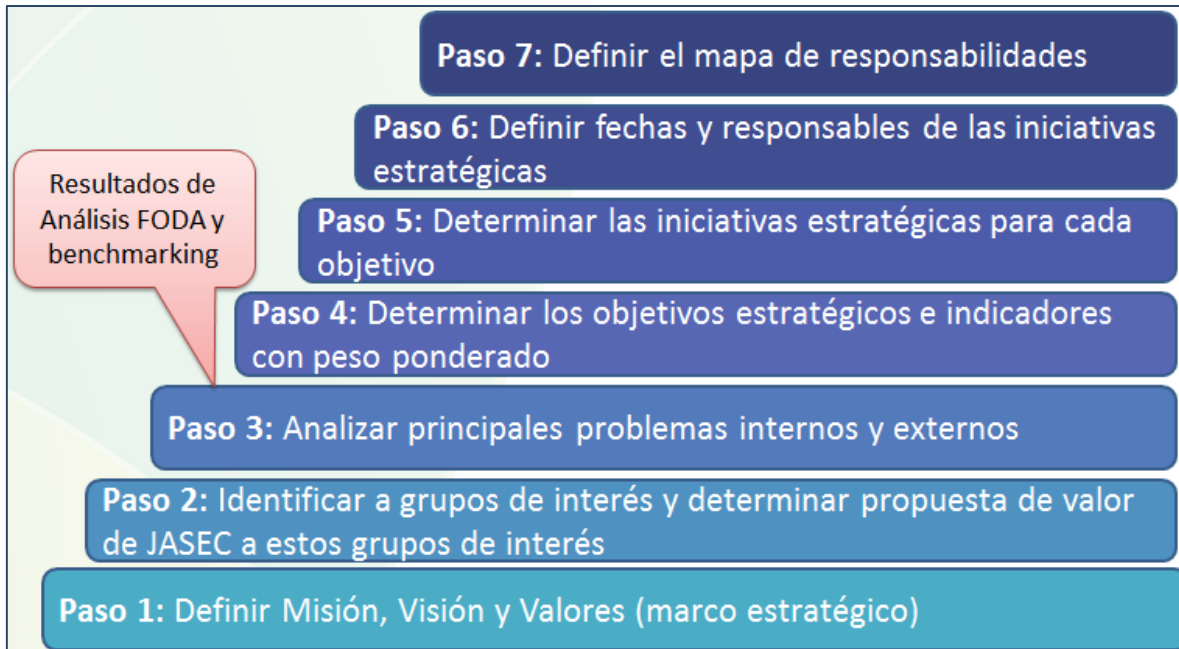 Paso 7: Definir el mapa de responsabilidades
Paso 6: Definir fechas y responsables de las iniciativas
estratégicas
Resultados de
Análisis FODA y
benchmarking
Paso 5: Determinar las iniciativas estratégicas para cada
objetivo
Paso 4: Determinar los objetivos estratégicos e indicadores
con peso ponderado
Paso 3: Analizar principales problemas internos y externos
Paso 2: Identificar a grupos de interés y determinar propuesta de valor
de JASEC a estos grupos de interés
Paso 1: Definir Misión, Visión y Valores (marco estratégico)